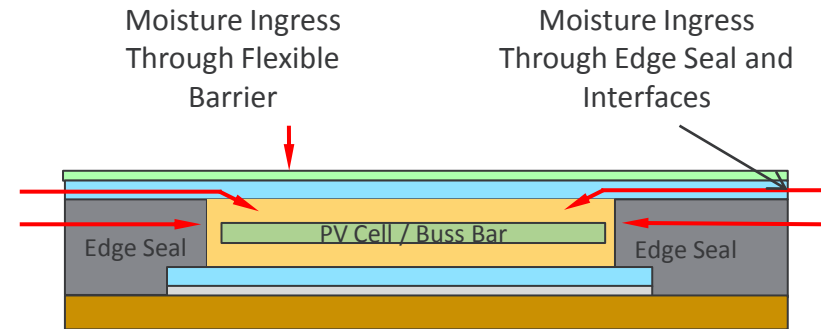 Moisture Ingress
Through Flexible
Barrier
Moisture Ingress
Through Edge Seal and
Interfaces
Edge Seal
PV Cell / Buss Bar
Edge Seal